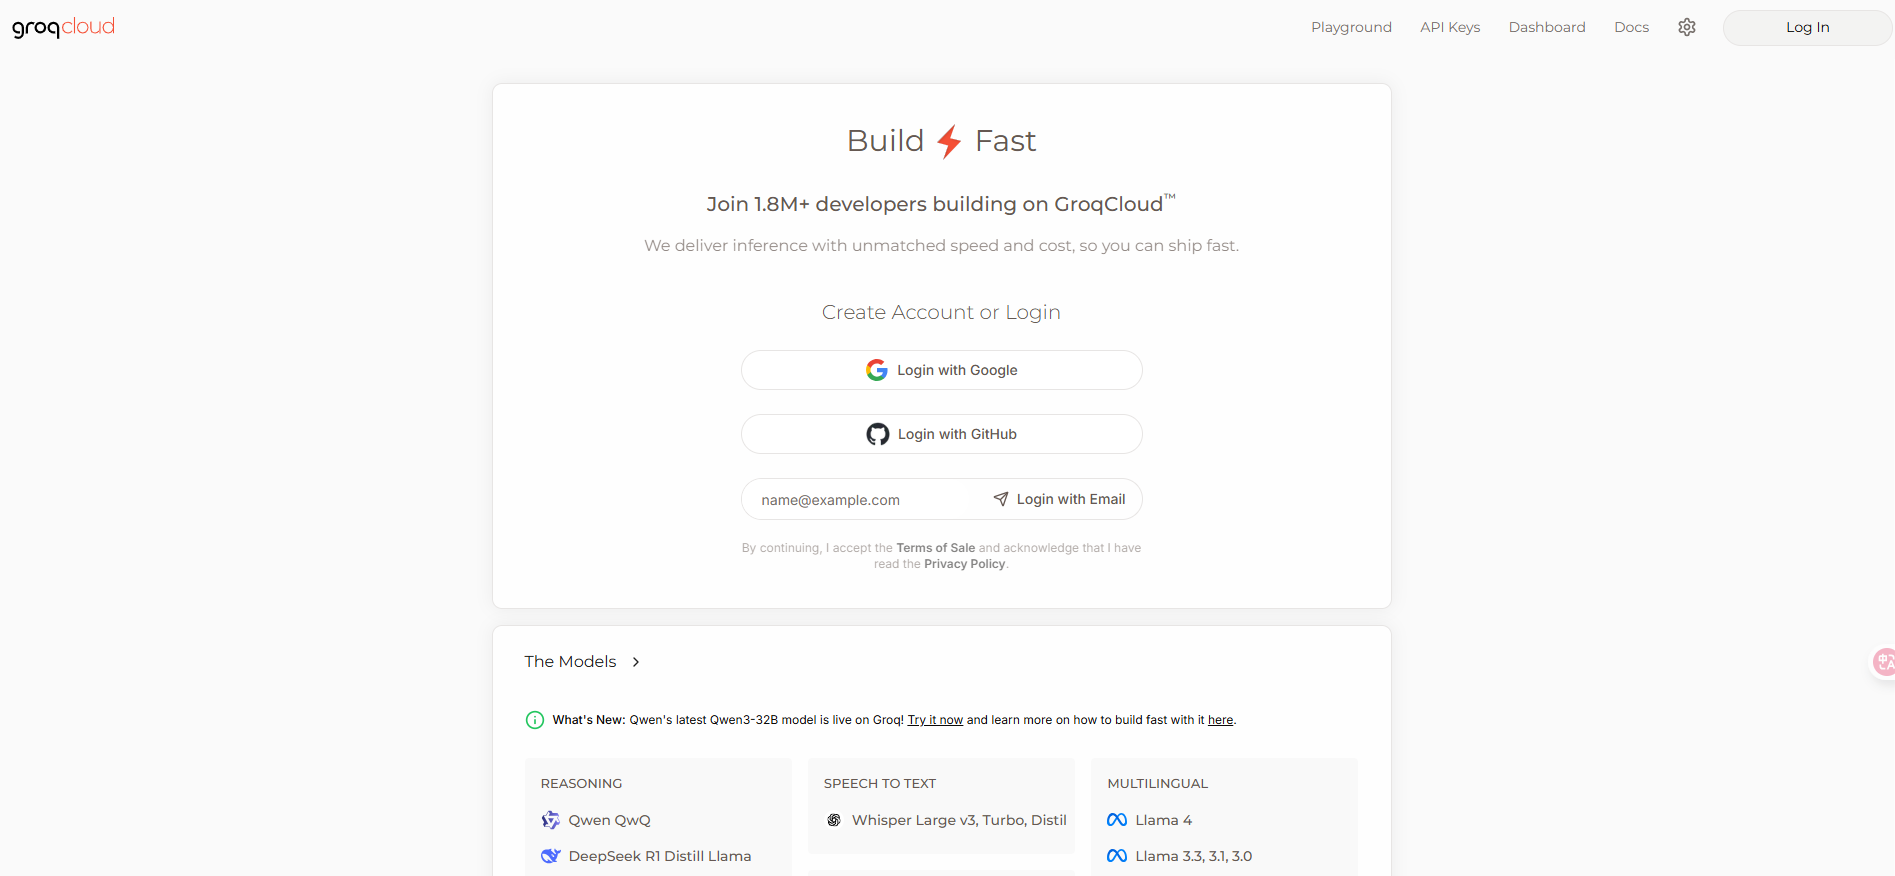 groqcloud
Playground
API Keys
Dashboard
Docs
Log In
Build Fast
Join 1.8M+ developers building on GroqCloud™
We deliver inference with unmatched speed and cost, so you can ship fast.
Create Account or Login
Login with Google
Login with GitHub
name@example.com
Login with Email
By continuing, I accept the Terms of Sale and acknowledge that I have
read the Privacy Policy.
The Models
What's New: Qwen's latest Qwen3-32B model is live on Groq! Try it now and learn more on how to build fast with it here.
REASONING
Qwen QwQ
DeepSeek R1 Distill Llama
SPEECH TO TEXT
Whisper Large v3, Turbo, Distil
MULTILINGUAL
Llama 4
Llama 3.3, 3.1, 3.0
中A